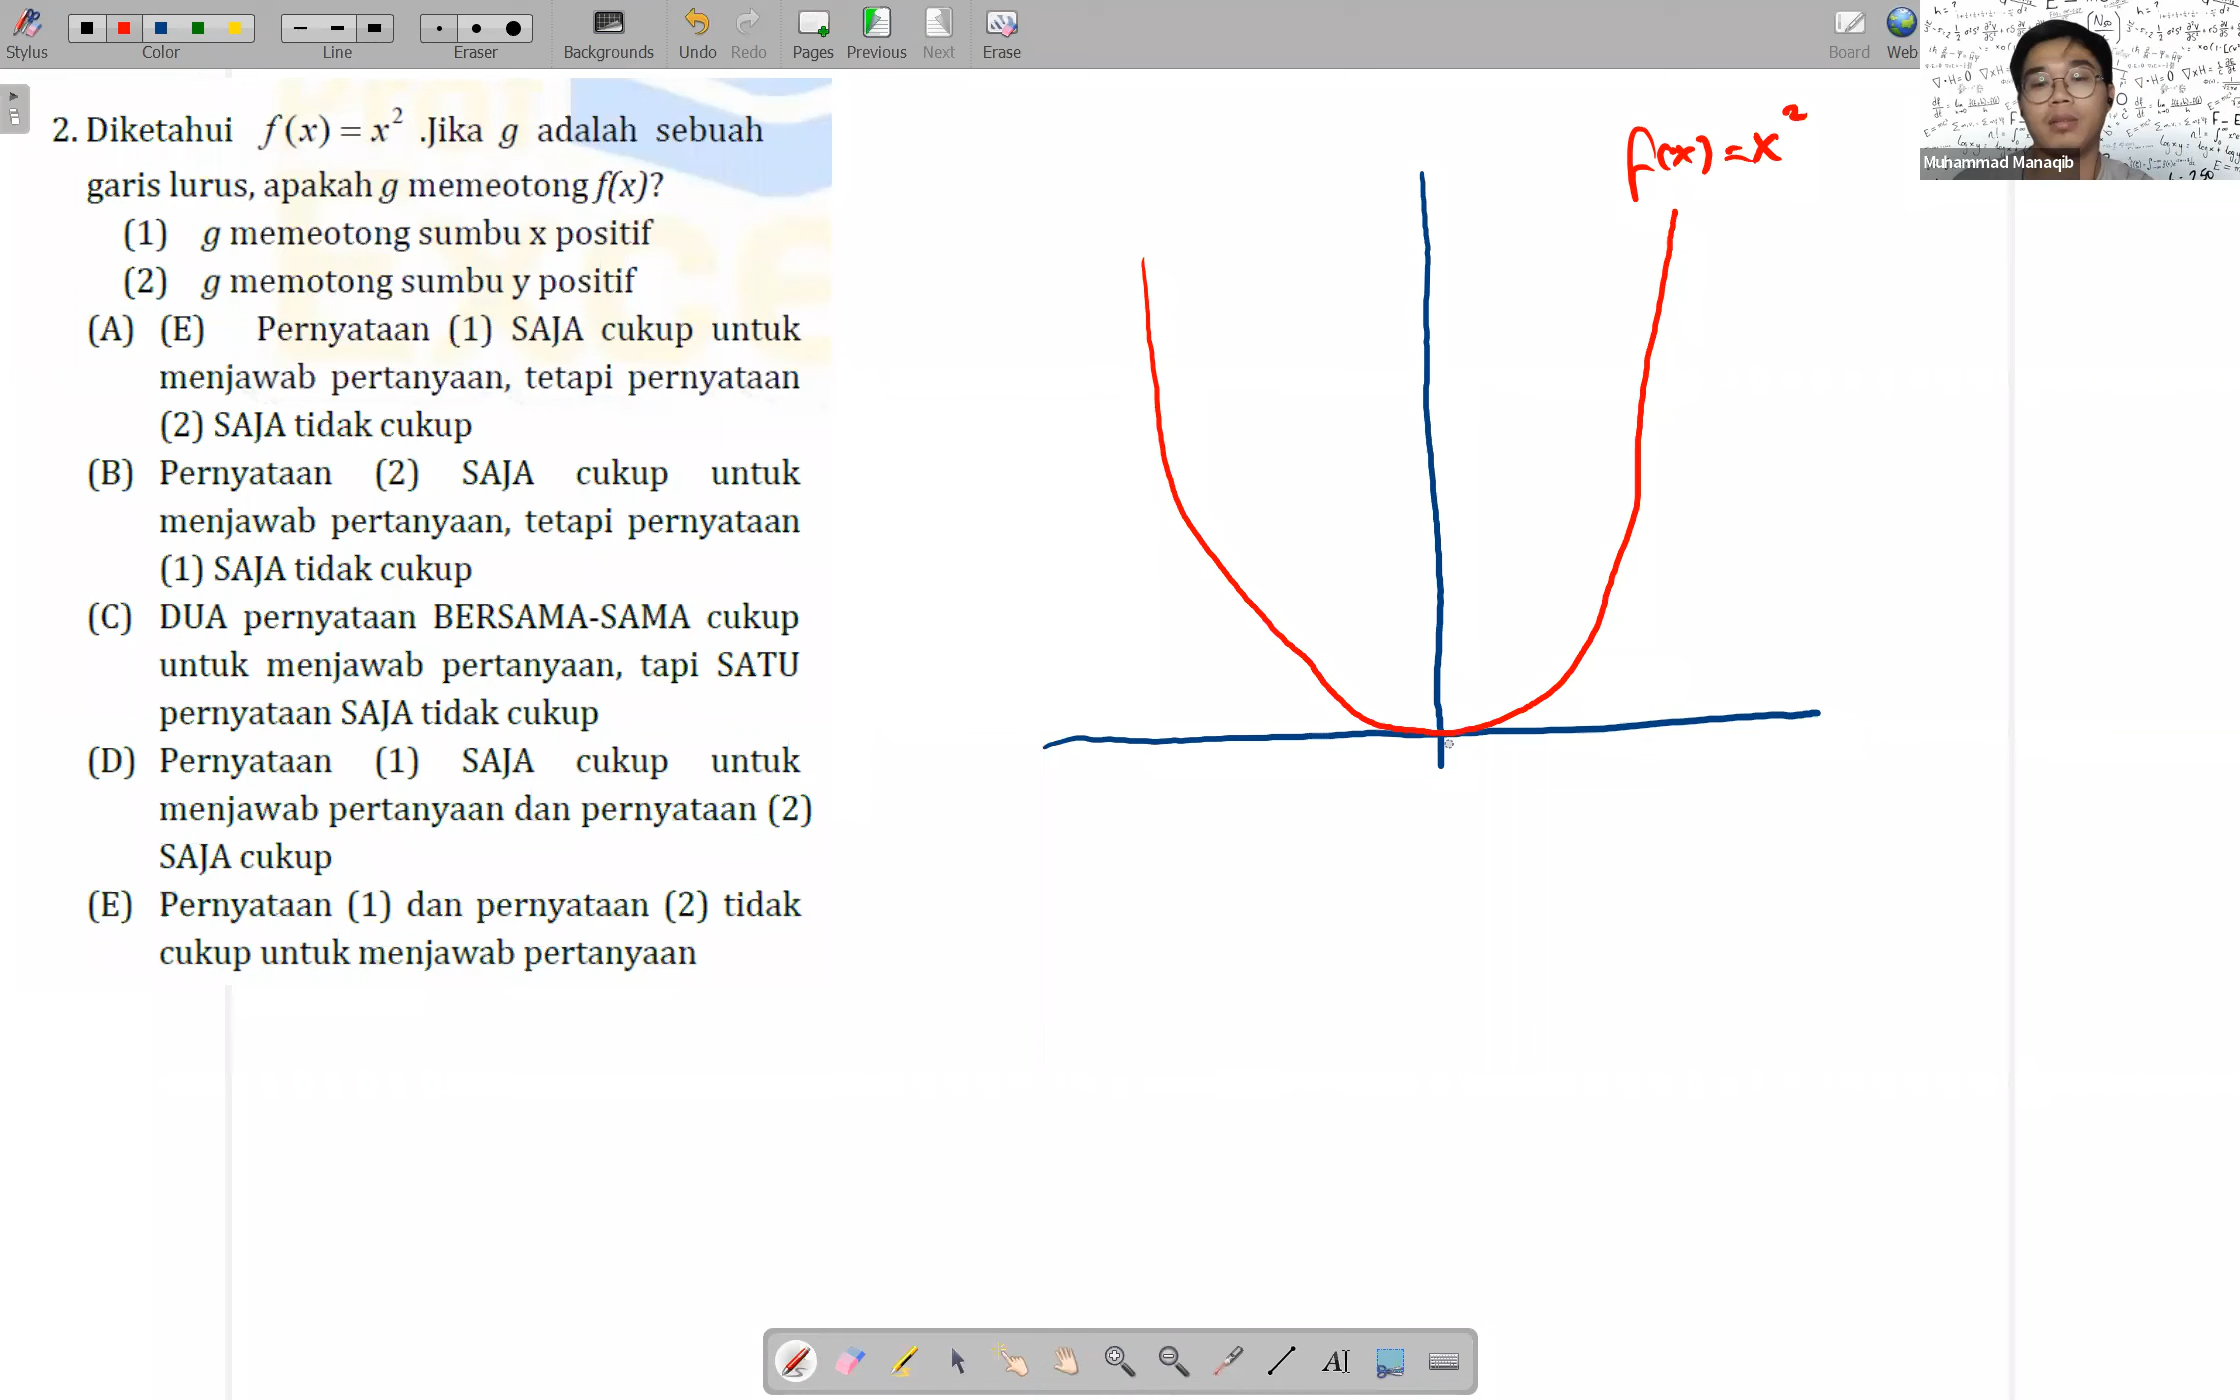 Stylus Color Line Eraser Backgrounds Undo Redo Pages Previous Next Erase Board Web
Muhammad Manaqib
2. Diketahui f(x) = x² .Jika g adalah sebuah
garis lurus, apakah g memeotong f(x)?
(1) g memeotong sumbu x positif
(2) g memotong sumbu y positif
(A) (E) Pernyataan (1) SAJA cukup untuk
menjawab pertanyaan, tetapi pernyataan
(2) SAJA tidak cukup
(B) Pernyataan (2) SAJA cukup untuk
menjawab pertanyaan, tetapi pernyataan
(1) SAJA tidak cukup
(C) DUA pernyataan BERSAMA-SAMA cukup
untuk menjawab pertanyaan, tapi SATU
pernyataan SAJA tidak cukup
(D) Pernyataan (1) SAJA cukup untuk
menjawab pertanyaan dan pernyataan (2)
SAJA cukup
(E) Pernyataan (1) dan pernyataan (2) tidak
cukup untuk menjawab pertanyaan
f(x) = x²